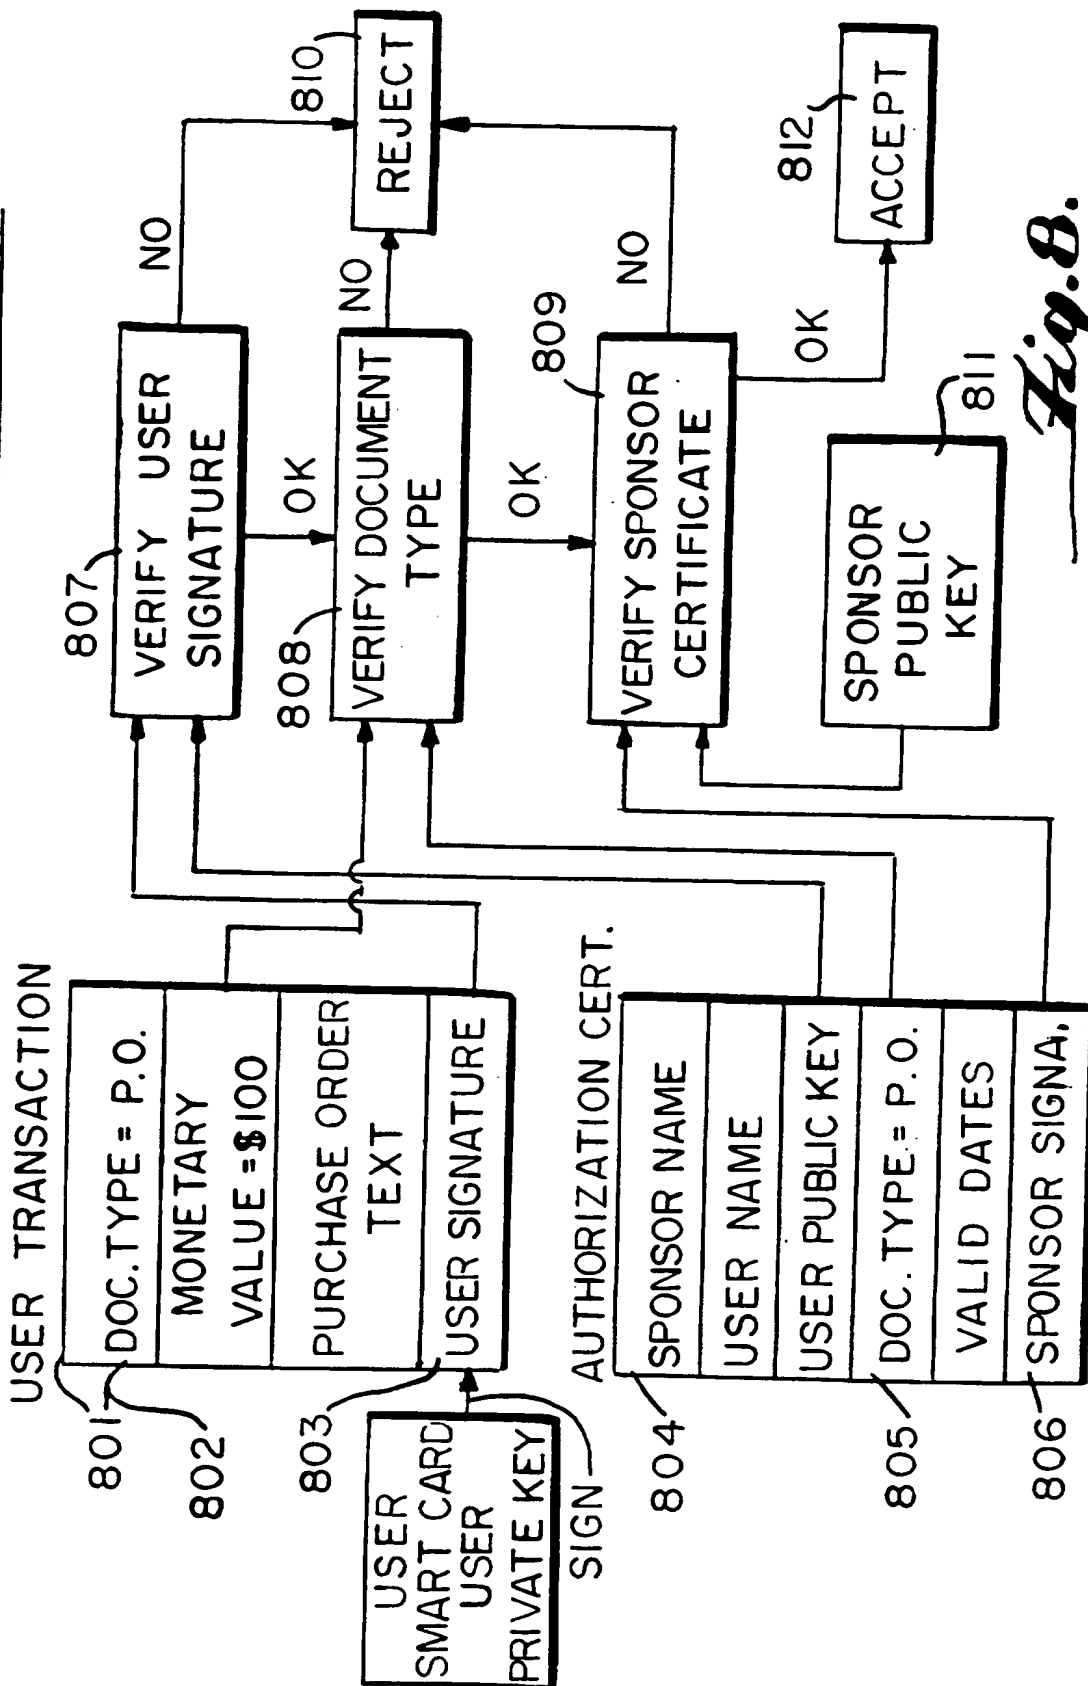 USER TRANSACTION
801
DOC.TYPE = P.O.
802
MONETARY
VALUE = $100
PURCHASE ORDER
TEXT
803
USER SIGNATURE
USER
SMART CARD
USER
PRIVATE KEY
SIGN
AUTHORIZATION CERT.
804
SPONSOR NAME
USER NAME
USER PUBLIC KEY
805
DOC.TYPE = P.O.
VALID DATES
806
SPONSOR SIGNA.
807
VERIFY USER
SIGNATURE
NO
OK
808
VERIFY DOCUMENT
TYPE
NO
OK
809
VERIFY SPONSOR
CERTIFICATE
NO
OK
810
REJECT
811
SPONSOR
PUBLIC
KEY
812
ACCEPT
Fig.8.